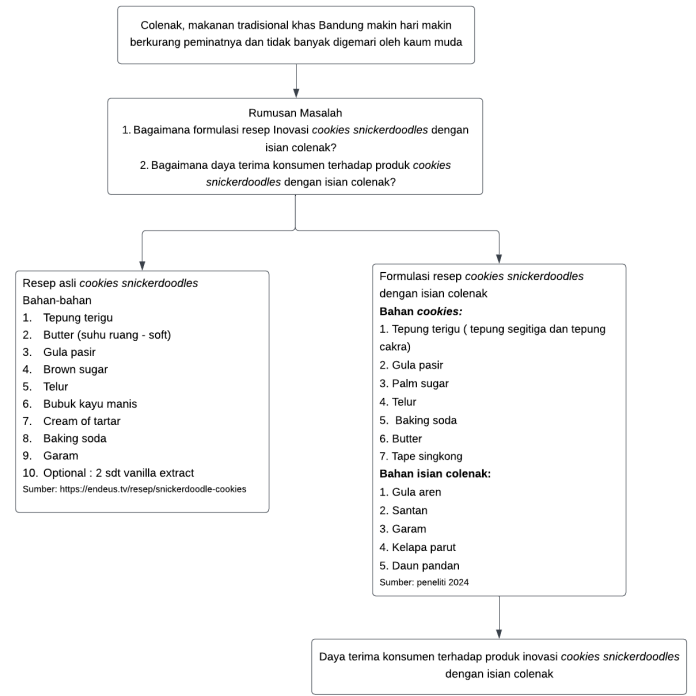 Colenak, makanan tradisional khas Bandung makin hari makin
berkurang peminatnya dan tidak banyak digemari oleh kaum muda
Rumusan Masalah
1. Bagaimana formulasi resep Inovasi cookies snickerdoodles dengan
isian colenak?
2. Bagaimana daya terima konsumen terhadap produk cookies
snickerdoodles dengan isian colenak?
Resep asli cookies snickerdoodles
Bahan-bahan
1. Tepung terigu
2. Butter (suhu ruang - soft)
3. Gula pasir
4. Brown sugar
5. Telur
6. Bubuk kayu manis
7. Cream of tartar
8. Baking soda
9. Garam
10. Optional : 2 sdt vanilla extract
Sumber: https://endeus.tv/resep/snickerdoodle-cookies
Formulasi resep cookies snickerdoodles
dengan isian colenak
Bahan cookies:
1. Tepung terigu ( tepung segitiga dan tepung
cakra)
2. Gula pasir
3. Palm sugar
4. Telur
5. Baking soda
6. Butter
7. Tape singkong
Bahan isian colenak:
1. Gula aren
2. Santan
3. Garam
4. Kelapa parut
5. Daun pandan
Sumber: peneliti 2024
Daya terima konsumen terhadap produk inovasi cookies snickerdoodles
dengan isian colenak